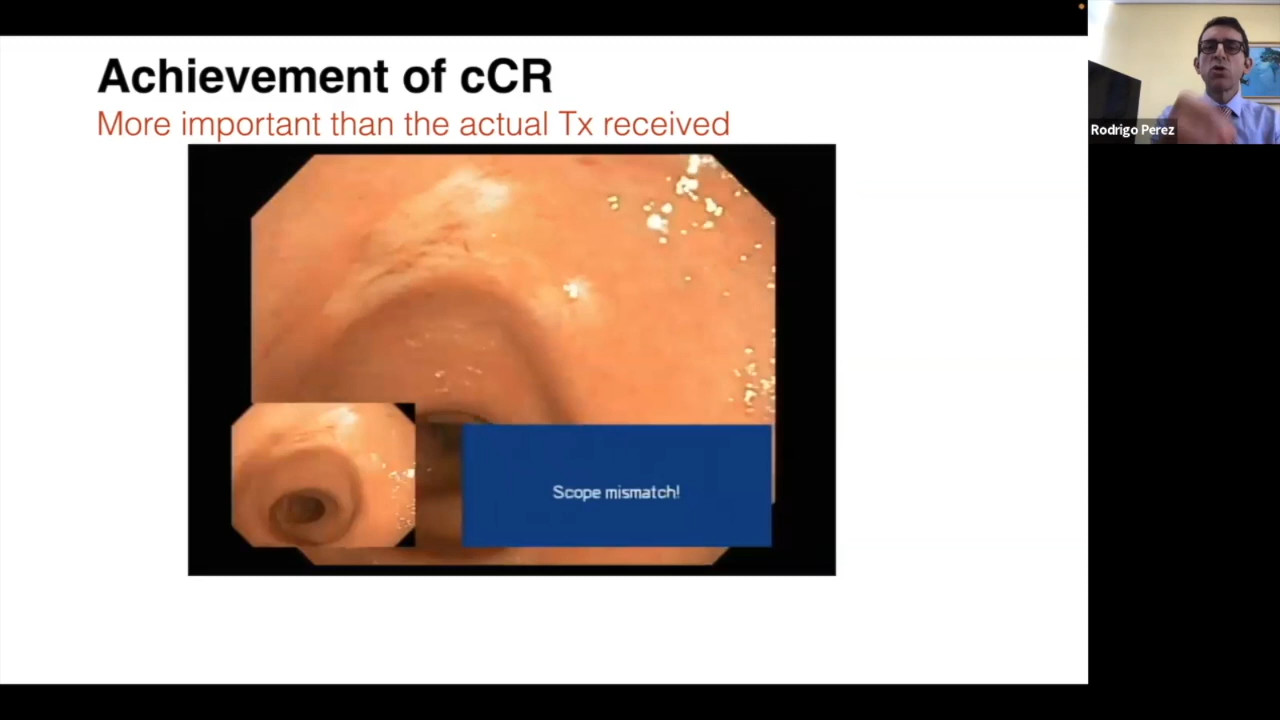 Achievement of cCR
More important than the actual Tx received
Scope mismatch!
Rodrigo Perez